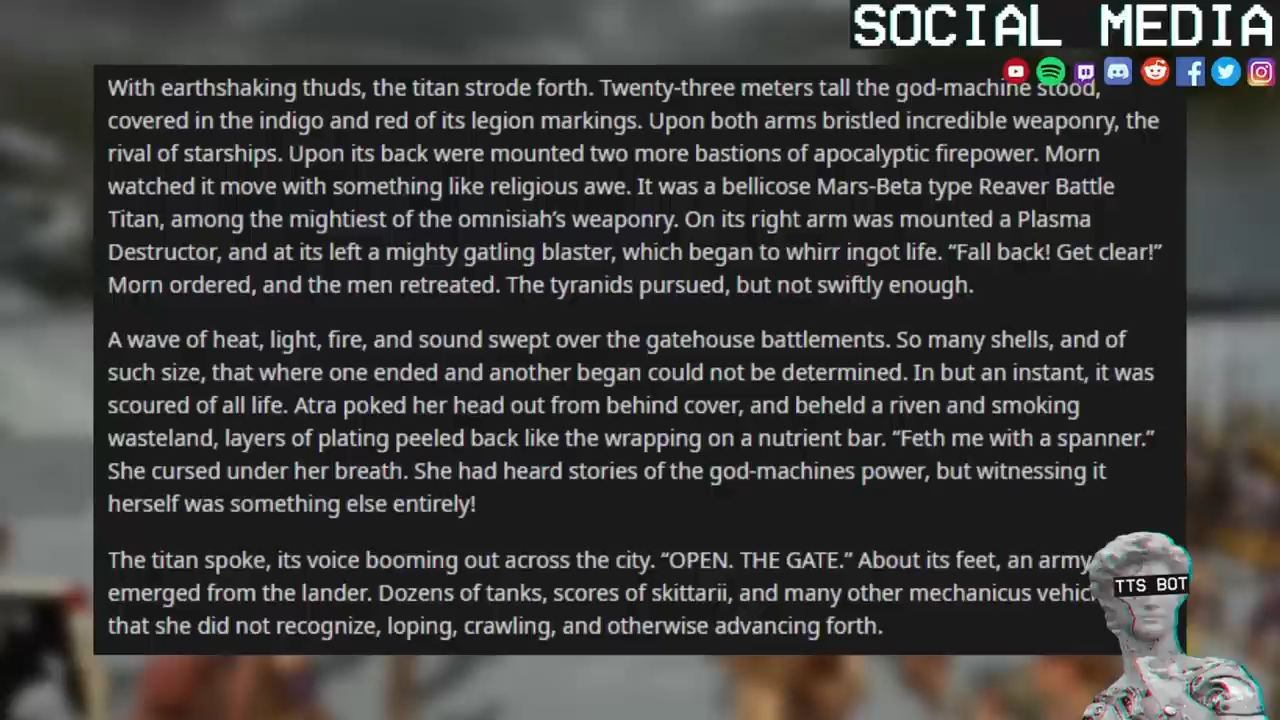 SOCIAL MEDIA
With earthshaking thuds, the titan strode forth. Twenty-three meters tall the god-machine stood,
covered in the indigo and red of its legion markings. Upon both arms bristled incredible weaponry, the
rival of starships. Upon its back were mounted two more bastions of apocalyptic firepower. Morn
watched it move with something like religious awe. It was a bellicose Mars-Beta type Reaver Battle
Titan, among the mightiest of the omnisiah’s weaponry. On its right arm was mounted a Plasma
Destructor, and at its left a mighty gatling blaster, which began to whirr ingot life. “Fall back! Get clear!”
Morn ordered, and the men retreated. The tyranids pursued, but not swiftly enough.
A wave of heat, light, fire, and sound swept over the gatehouse battlements. So many shells, and of
such size, that where one ended and another began could not be determined. In but an instant, it was
scoured of all life. Atra poked her head out from behind cover, and beheld a riven and smoking
wasteland, layers of plating peeled back like the wrapping on a nutrient bar. “Feth me with a spanner.”
She cursed under her breath. She had heard stories of the god-machines power, but witnessing it
herself was something else entirely!
The titan spoke, its voice booming out across the city. “OPEN. THE GATE.” About its feet, an army
emerged from the lander. Dozens of tanks, scores of skittarii, and many other mechanicus vehic
that she did not recognize, loping, crawling, and otherwise advancing forth.
TTS BOT